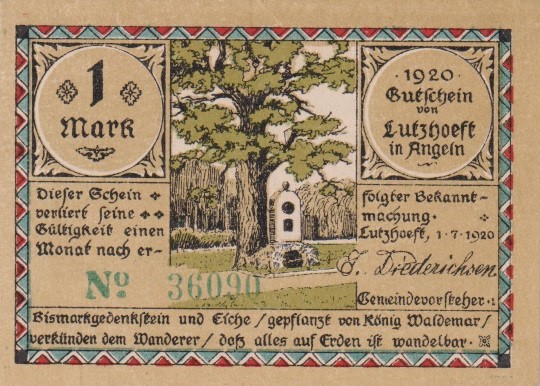 1
Mark
1920
Gutschein
von
Lutzhoeft
in Angeln
Dieser Schein
verliert seine
Gültigkeit einen
Monat nach er-
folgter Bekannt-
machung.
Lutzhoeft, 1.7.1920
J. Diederichsen
Gemeindevorsteher.
No 36090
Bismarckgedenkstein und Eiche / gepflanzt von König Waldemar /
verkünden dem Wanderer / daß alles auf Erden ist wandelbar.